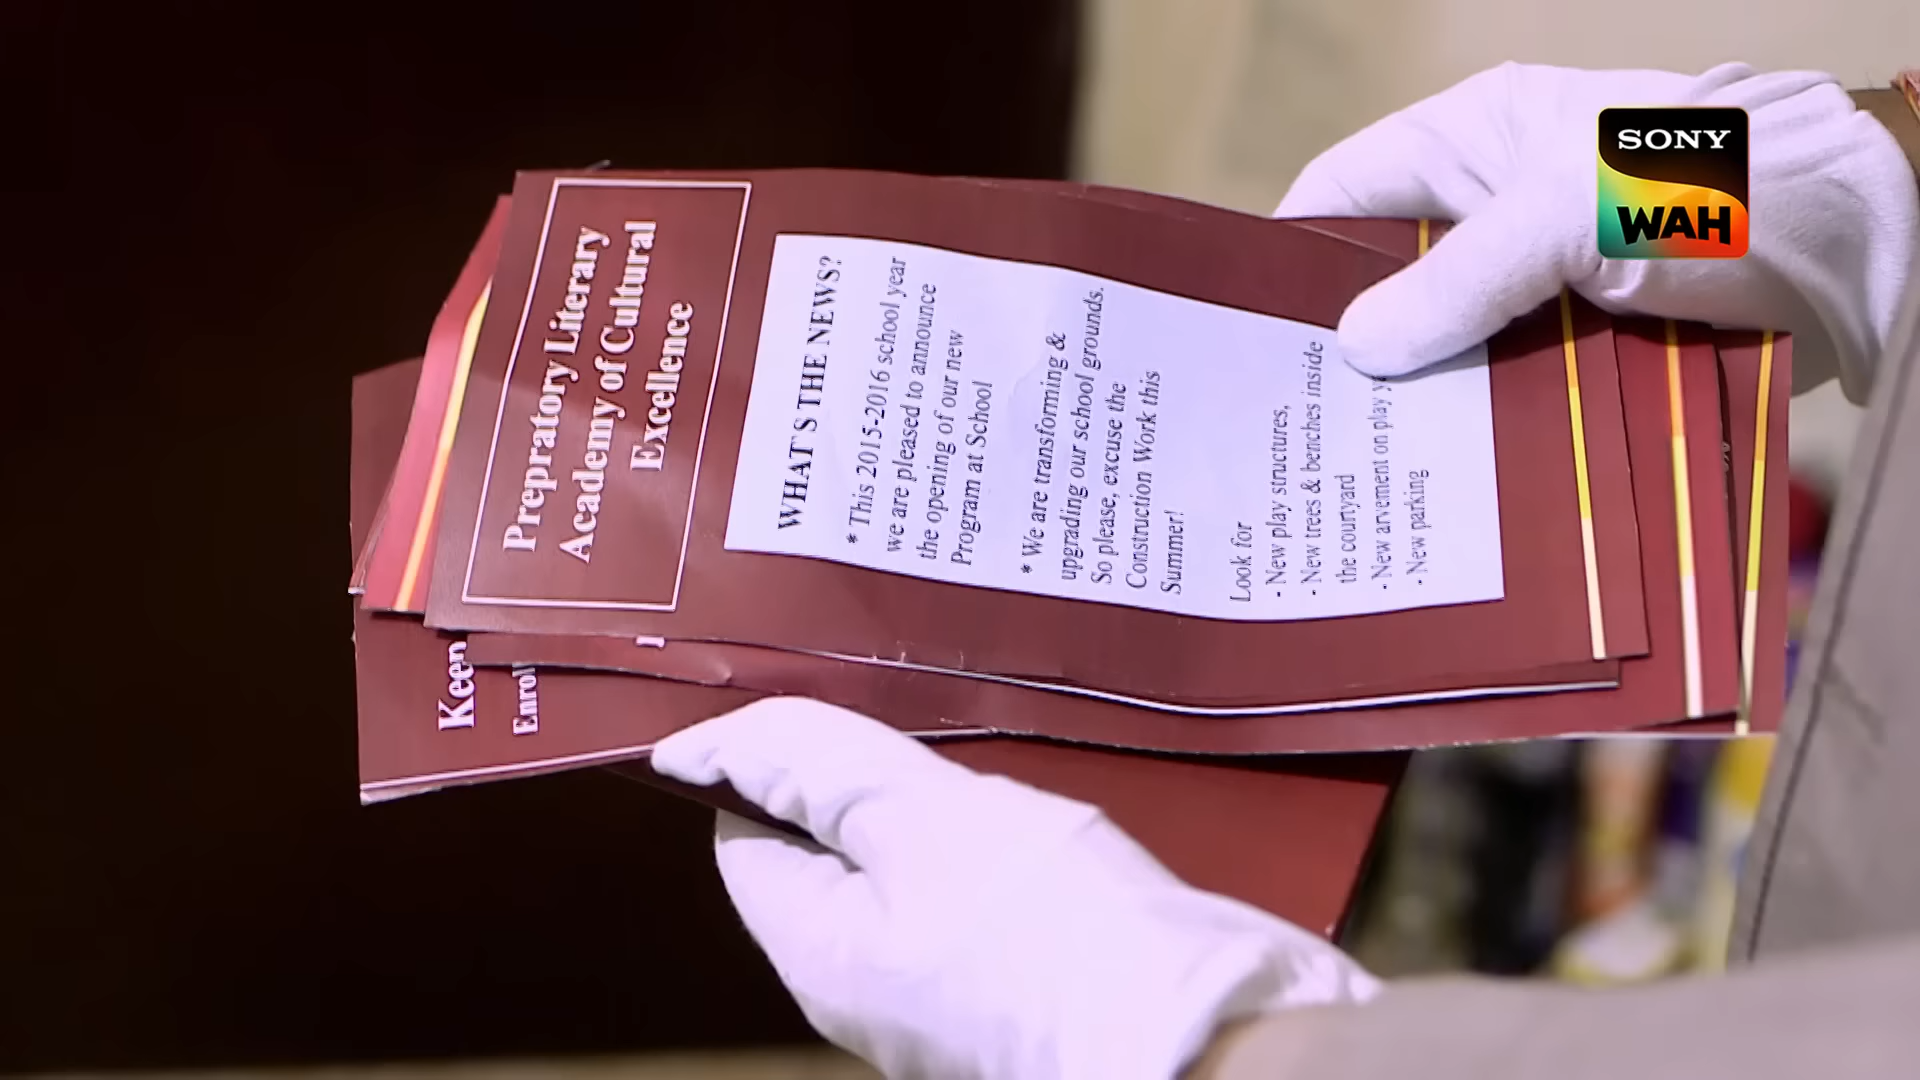 SONY
WAH
Prepratory Literary
Academy of Cultural
Excellence
WHAT'S THE NEWS?
* This 2015-2016 school year
we are pleased to announce
the opening of our new
Program at School
* We are transforming &
upgrading our school grounds.
So please, excuse the
Construction Work this
Summer!
Look for
- New play structures,
- New trees & benches inside
the courtyard
- New arvement on play
- New parking